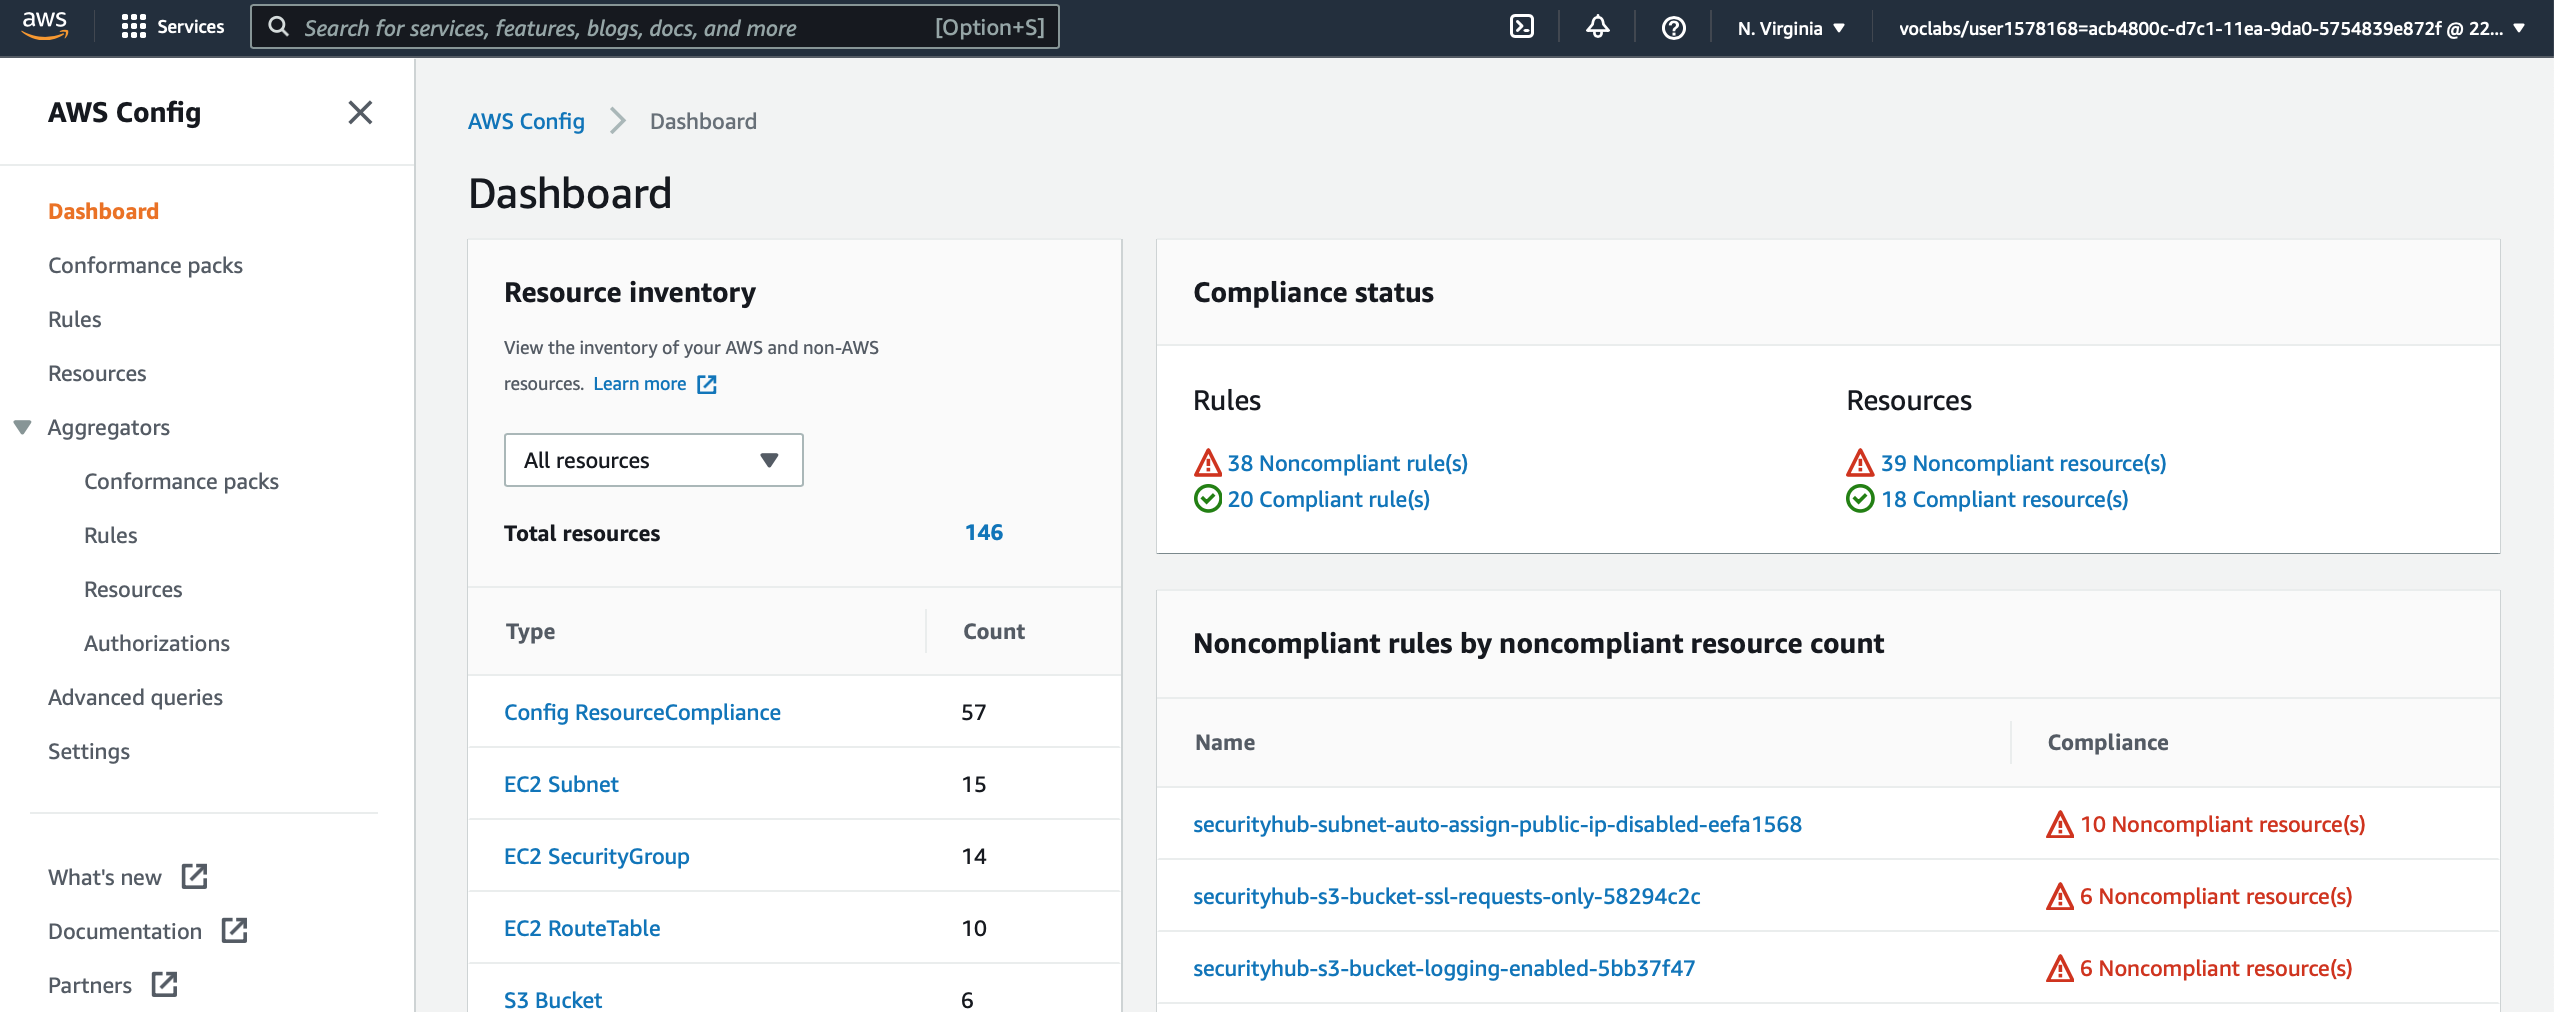 aws
Services
Search for services, features, blogs, docs, and more
[Option+S]
N. Virginia
voclabs/user1578168=acb4800c-d7c1-11ea-9da0-5754839e872f @ 22...
AWS Config
Dashboard
Conformance packs
Rules
Resources
Aggregators
Conformance packs
Rules
Resources
Authorizations
Advanced queries
Settings
What's new
Documentation
Partners
AWS Config
Dashboard
Dashboard
Resource inventory
View the inventory of your AWS and non-AWS
resources. Learn more
All resources
Total resources 146
Type Count
Config ResourceCompliance 57
EC2 Subnet 15
EC2 SecurityGroup 14
EC2 RouteTable 10
S3 Bucket 6
Compliance status
Rules
38 Noncompliant rule(s)
20 Compliant rule(s)
Resources
39 Noncompliant resource(s)
18 Compliant resource(s)
Noncompliant rules by noncompliant resource count
Name Compliance
securityhub-subnet-auto-assign-public-ip-disabled-eefa1568 10 Noncompliant resource(s)
securityhub-s3-bucket-ssl-requests-only-58294c2c 6 Noncompliant resource(s)
securityhub-s3-bucket-logging-enabled-5bb37f47 6 Noncompliant resource(s)